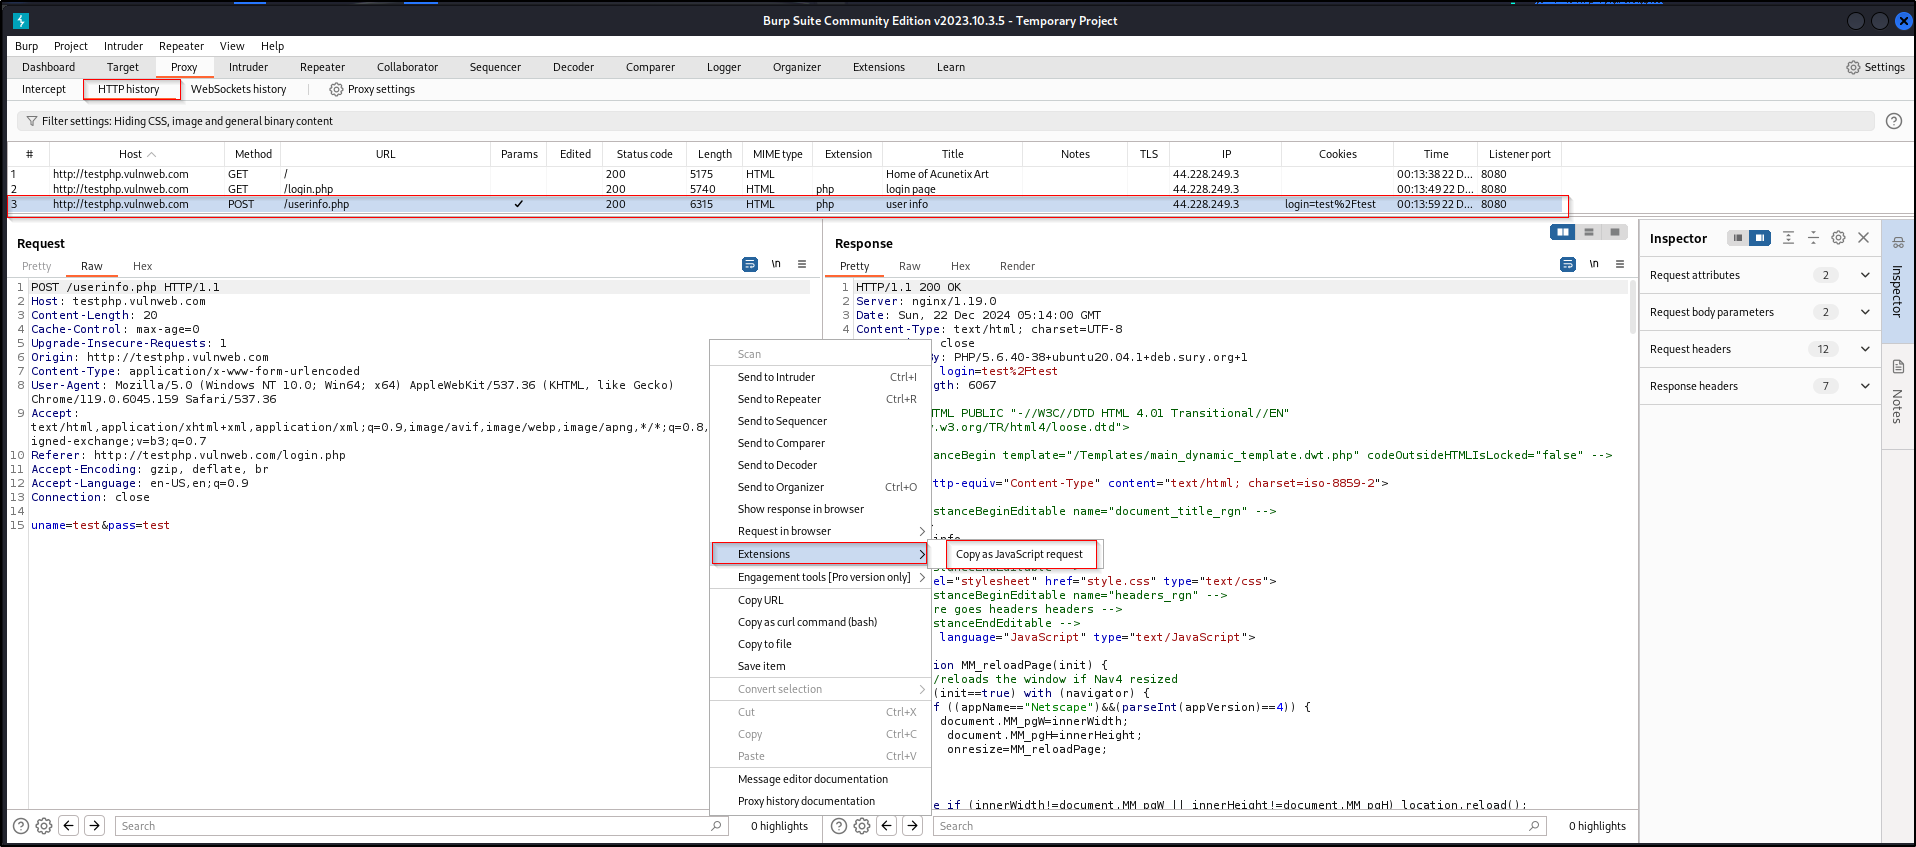 Burp Suite Community Edition v2023.10.3.5 - Temporary Project
Burp Project Intruder Repeater View Help
Dashboard Target Proxy Intruder Repeater Collaborator Sequencer Decoder Comparer Logger Organizer Extensions Learn Settings
Intercept HTTP history WebSockets history Proxy settings
Filter settings: Hiding CSS, image and general binary content
# Host Method URL Params Edited Status code Length MIME type Extension Title Notes TLS IP Cookies Time Listener port
1 http://testphp.vulnweb.com GET / 200 5175 HTML Home of Acunetix Art 44.228.249.3 00:13:38 22 D... 8080
2 http://testphp.vulnweb.com GET /login.php 200 5740 HTML php login page 44.228.249.3 00:13:49 22 D... 8080
3 http://testphp.vulnweb.com POST /userinfo.php ✓ 200 6315 HTML php user info 44.228.249.3 login=test%2Ftest 00:13:59 22 D... 8080
Request
Pretty Raw Hex \n
1 POST /userinfo.php HTTP/1.1
2 Host: testphp.vulnweb.com
3 Content-Length: 20
4 Cache-Control: max-age=0
5 Upgrade-Insecure-Requests: 1
6 Origin: http://testphp.vulnweb.com
7 Content-Type: application/x-www-form-urlencoded
8 User-Agent: Mozilla/5.0 (Windows NT 10.0; Win64; x64) AppleWebKit/537.36 (KHTML, like Gecko)
Chrome/119.0.6045.159 Safari/537.36
9 Accept:
text/html,application/xhtml+xml,application/xml;q=0.9,image/avif,image/webp,image/apng,*/*;q=0.8,
igned-exchange;v=b3;q=0.7
10 Referer: http://testphp.vulnweb.com/login.php
11 Accept-Encoding: gzip, deflate, br
12 Accept-Language: en-US,en;q=0.9
13 Connection: close
14
15 uname=test&pass=test
Search 0 highlights
Scan
Send to Intruder Ctrl+I
Send to Repeater Ctrl+R
Send to Sequencer
Send to Comparer
Send to Decoder
Send to Organizer Ctrl+O
Show response in browser
Request in browser
Extensions
Copy as JavaScript request
Engagement tools [Pro version only]
Copy URL
Copy as curl command (bash)
Copy to file
Save item
Convert selection
Cut Ctrl+X
Copy Ctrl+C
Paste Ctrl+V
Message editor documentation
Proxy history documentation
Response
Pretty Raw Hex Render \n
1 HTTP/1.1 200 OK
2 Server: nginx/1.19.0
3 Date: Sun, 22 Dec 2024 05:14:00 GMT
4 Content-Type: text/html; charset=UTF-8
close
y: PHP/5.6.40-38+ubuntu20.04.1+deb.sury.org+1
login=test%2Ftest
gth: 6067
TML PUBLIC "-//W3C//DTD HTML 4.01 Transitional//EN"
.w3.org/TR/html4/loose.dtd">
tanceBegin template="/Templates/main_dynamic_template.dwt.php" codeOutsideHTMLIsLocked="false" -->
ttp-equiv="Content-Type" content="text/html; charset=iso-8859-2">
stanceBeginEditable name="document_title_rgn" -->
info
stanceEndEditable
el="stylesheet" href="style.css" type="text/css">
stanceBeginEditable name="headers_rgn" -->
re goes headers headers -->
stanceEndEditable -->
language="JavaScript" type="text/JavaScript">
ion MM_reloadPage(init) {
/reloads the window if Nav4 resized
(init==true) with (navigator) {
f ((appName=="Netscape")&&(parseInt(appVersion)==4)) {
document.MM_pgW=innerWidth;
document.MM_pgH=innerHeight;
onresize=MM_reloadPage;
e if (innerWidth!=document.MM_pgW || innerHeight!=document.MM_pgH) location.reload();
Search 0 highlights
Inspector
Request attributes 2
Request body parameters 2
Request headers 12
Response headers 7
Inspector
Notes